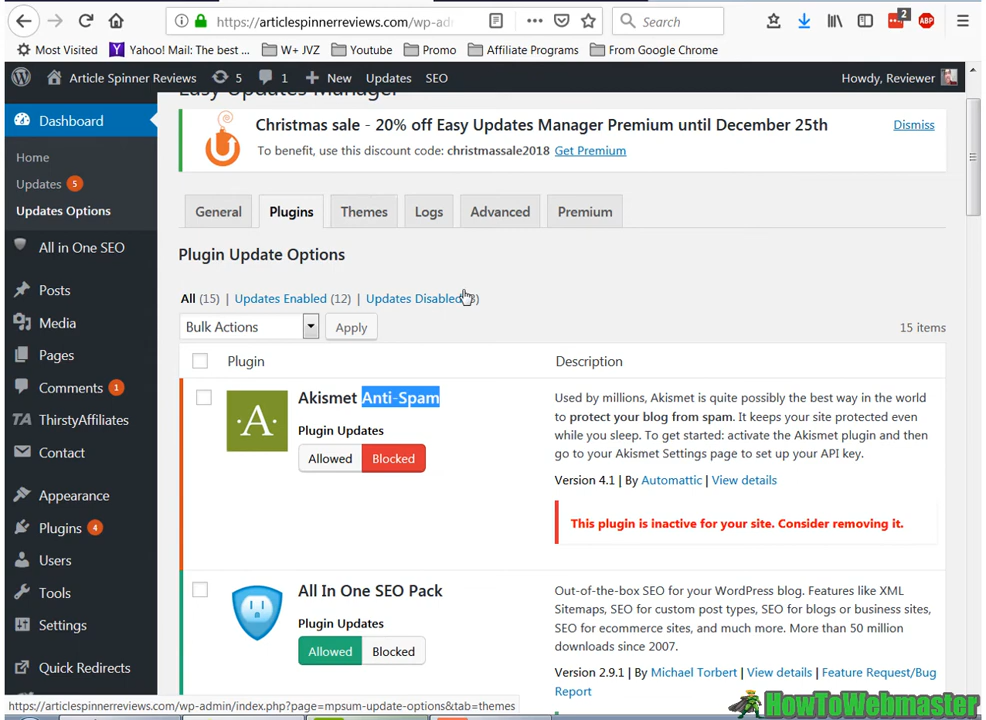 https://articlespinnerreviews.com/wp-adm
Search
2
ABP
Most Visited
Yahoo! Mail: The best ...
W+ JVZ
Youtube
Promo
Affiliate Programs
From Google Chrome
Article Spinner Reviews
5
1
New
Updates
SEO
Howdy, Reviewer
Dashboard
Home
Updates 5
Updates Options
All in One SEO
Posts
Media
Pages
Comments 1
TA ThirstyAffiliates
Contact
Appearance
Plugins 4
Users
Tools
Settings
Quick Redirects
Easy Updates Manager
Christmas sale - 20% off Easy Updates Manager Premium until December 25th
Dismiss
To benefit, use this discount code: christmassale2018 Get Premium
General
Plugins
Themes
Logs
Advanced
Premium
Plugin Update Options
All (15) | Updates Enabled (12) | Updates Disabled (3)
Bulk Actions
Apply
15 items
Plugin
Description
Akismet Anti-Spam
Plugin Updates
Allowed
Blocked
Used by millions, Akismet is quite possibly the best way in the world
to protect your blog from spam. It keeps your site protected even
while you sleep. To get started: activate the Akismet plugin and then
go to your Akismet Settings page to set up your API key.
Version 4.1 | By Automattic | View details
This plugin is inactive for your site. Consider removing it.
All In One SEO Pack
Plugin Updates
Allowed
Blocked
Out-of-the-box SEO for your WordPress blog. Features like XML
Sitemaps, SEO for custom post types, SEO for blogs or business sites,
SEO for ecommerce sites, and much more. More than 50 million
downloads since 2007.
Version 2.9.1 | By Michael Torbert | View details | Feature Request/Bug
Report
https://articlespinnerreviews.com/wp-admin/index.php?page=mpsum-update-options&tab=themes
HowToWebmaster